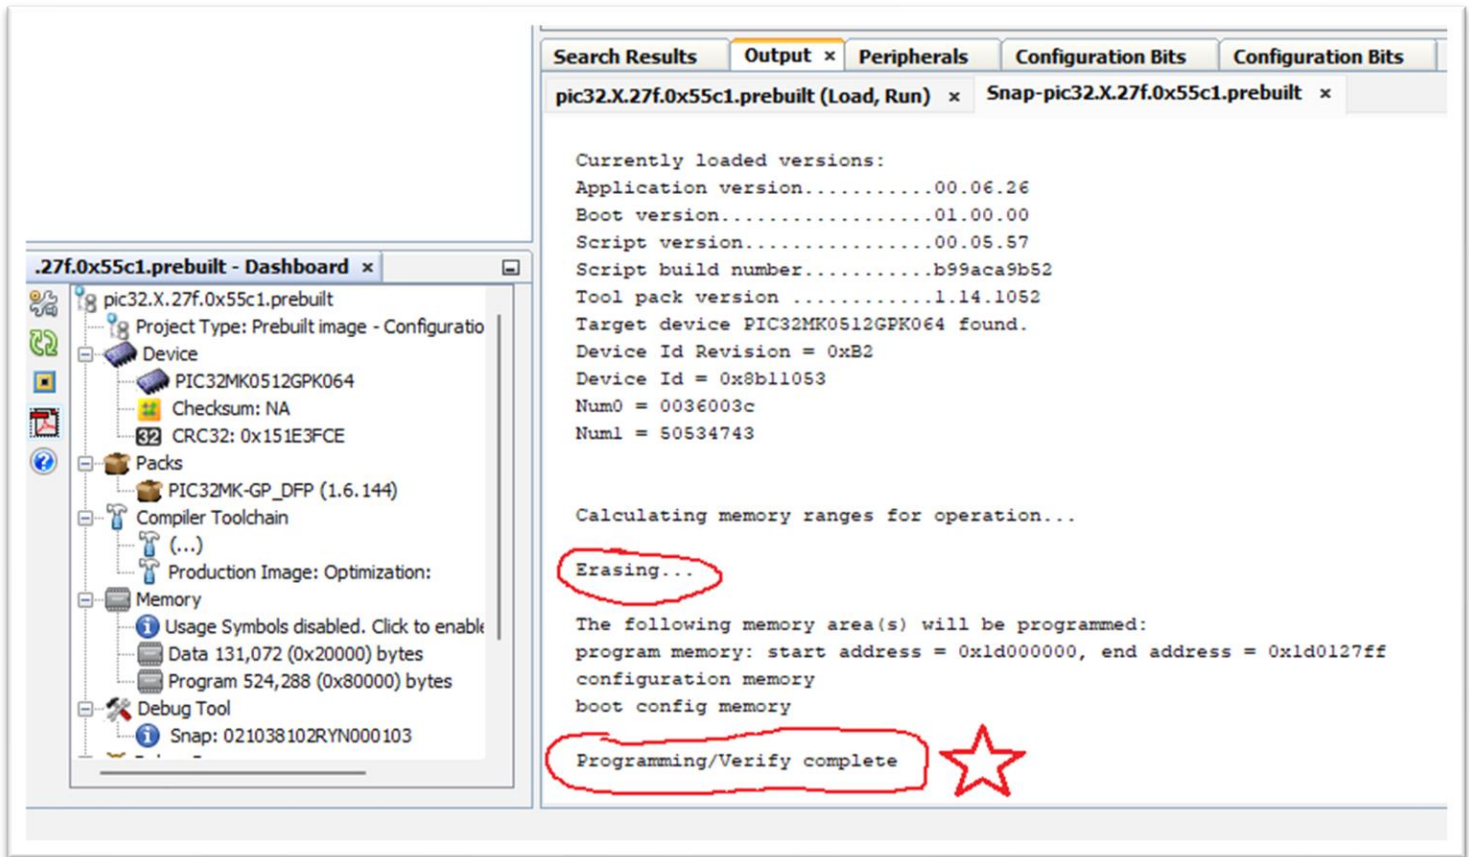 Search Results
Output ×
Peripherals
Configuration Bits
Configuration Bits
pic32.X.27f.0x55c1.prebuilt (Load, Run) ×
Snap-pic32.X.27f.0x55c1.prebuilt ×
Currently loaded versions:
Application version...........00.06.26
Boot version..................01.00.00
Script version................00.05.57
Script build number...........b99aca9b52
Tool pack version ............1.14.1052
Target device PIC32MK0512GPK064 found.
Device Id Revision = 0xB2
Device Id = 0x8b11053
Num0 = 0036003c
Num1 = 50534743
Calculating memory ranges for operation...
Erasing...
The following memory area(s) will be programmed:
program memory: start address = 0x1d000000, end address = 0x1d0127ff
configuration memory
boot config memory
Programming/Verify complete
.27f.0x55c1.prebuilt - Dashboard ×
pic32.X.27f.0x55c1.prebuilt
Project Type: Prebuilt image - Configuratio
Device
PIC32MK0512GPK064
Checksum: NA
32 CRC32: 0x151E3FCE
Packs
PIC32MK-GP_DFP (1.6.144)
Compiler Toolchain
(...)
Production Image: Optimization:
Memory
Usage Symbols disabled. Click to enable
Data 131,072 (0x20000) bytes
Program 524,288 (0x80000) bytes
Debug Tool
Snap: 021038102RYN000103